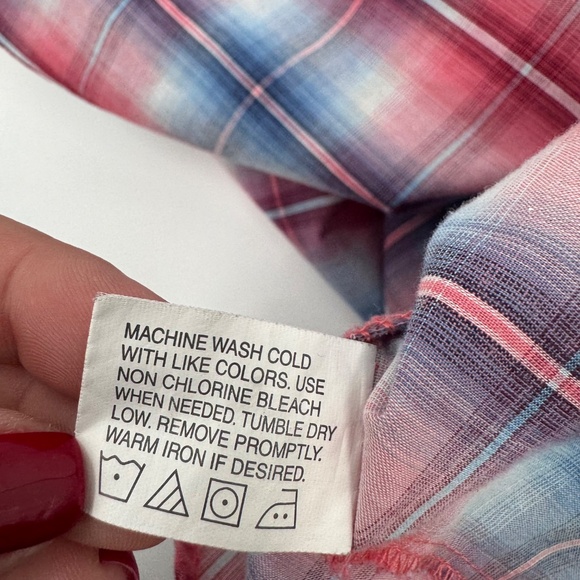 MACHINE WASH COLD
WITH LIKE COLORS. USE
NON CHLORINE BLEACH
WHEN NEEDED. TUMBLE DRY
LOW. REMOVE PROMPTLY.
WARM IRON IF DESIRED.